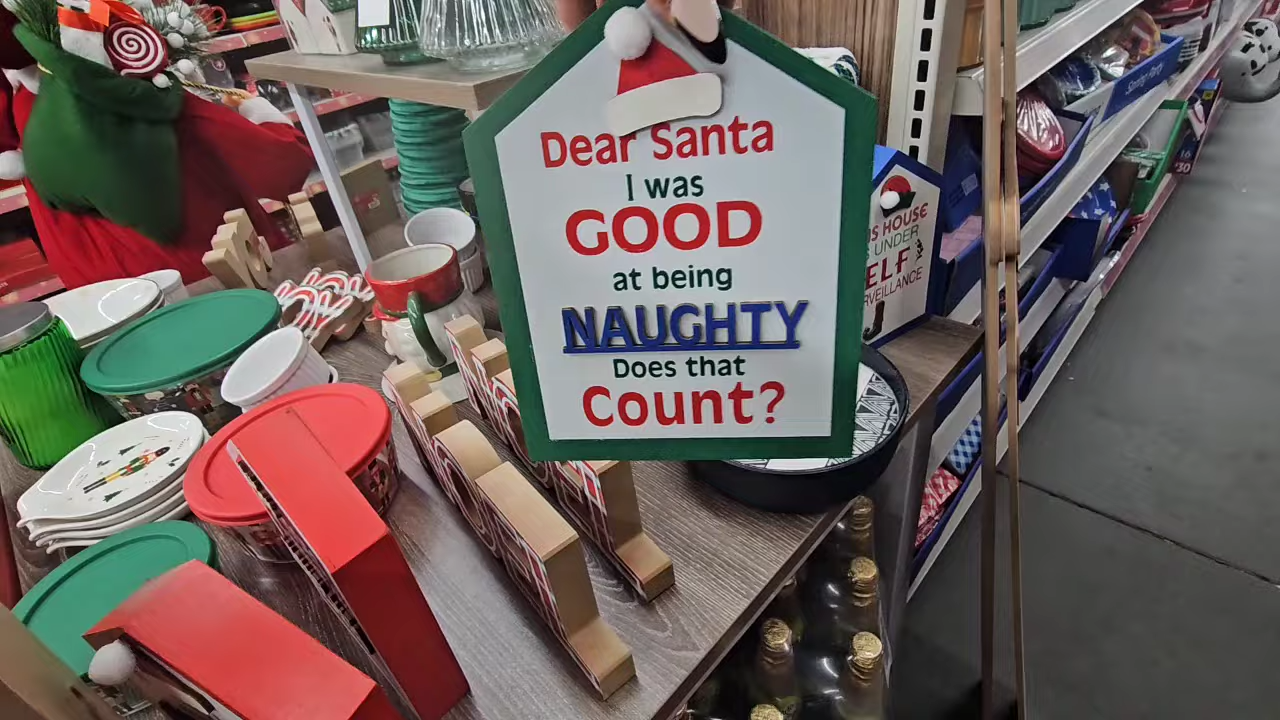 Dear Santa
I was
GOOD
at being
NAUGHTY
Does that
Count?
HOUSE
UNDER
ELF